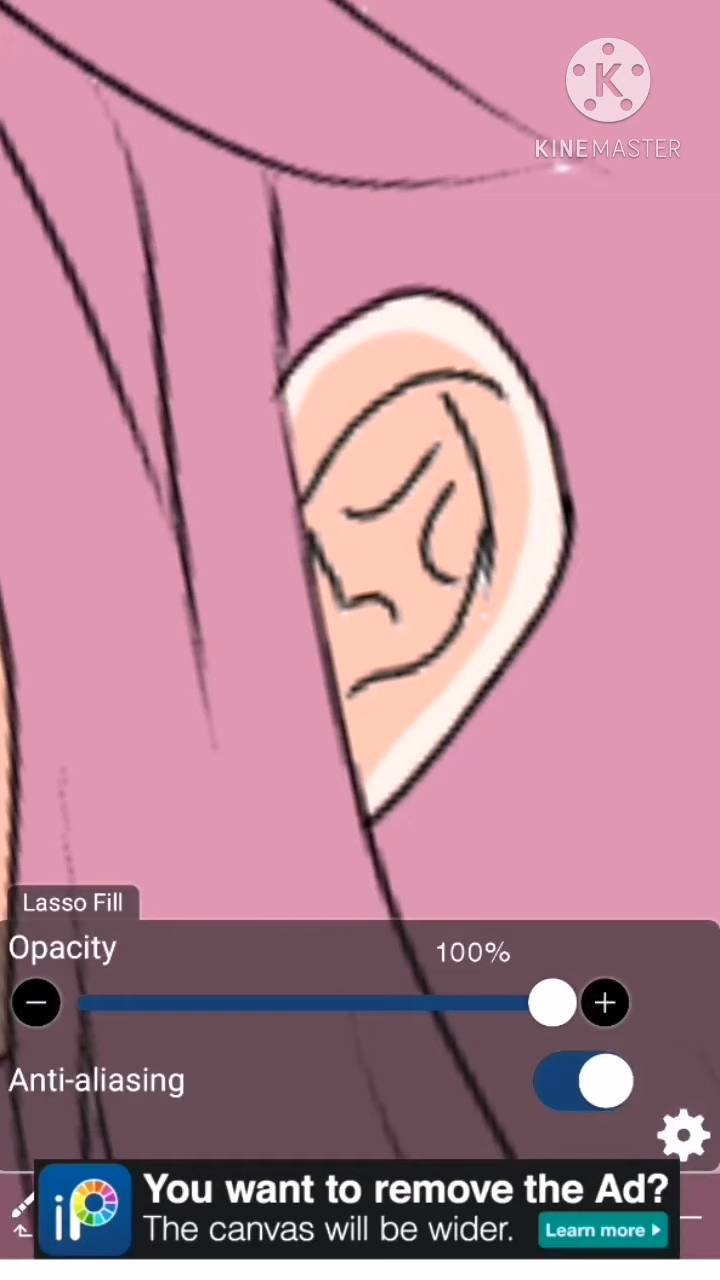 K
KINEMASTER
Lasso Fill
Opacity 100%
Anti-aliasing
iP
You want to remove the Ad?
The canvas will be wider.
Learn more